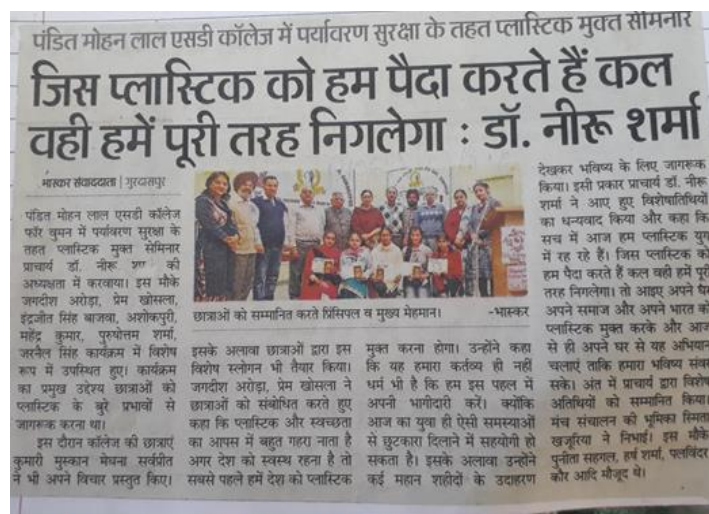 पंडित मोहन लाल एसडी कॉलेज में पर्यावरण सुरक्षा के तहत प्लास्टिक मुक्त सेमिनार
जिस प्लास्टिक को हम पैदा करते हैं कल
वही हमें पूरी तरह निगलेगा : डॉ. नीरू शर्मा
भास्कर संवाददाता | गुरदासपुर
पंडित मोहन लाल एसडी कॉलेज
फॉर वुमन में पर्यावरण सुरक्षा के
तहत प्लास्टिक मुक्त सेमिनार
प्राचार्य डॉ. नीरू की
अध्यक्षता में करवाया। इस मौके
जगदीश अरोड़ा, प्रेम खोसला,
इंद्रजीत सिंह बाजवा, अशोकपुरी,
महेंद्र कुमार, पुरुषोत्तम शर्मा,
जरनैल सिंह कार्यक्रम में विशेष
रूप में उपस्थित हुए। कार्यक्रम
का प्रमुख उद्देश्य छात्राओं को
प्लास्टिक के बुरे प्रभावों से
जागरूक करना था।
इस दौरान कॉलेज की छात्राएं
कुमारी मुस्कान मेघना सर्वप्रीत
ने भी अपने विचार प्रस्तुत किए।
छात्राओं को सम्मानित करते प्रिंसिपल व मुख्य मेहमान। -भास्कर
इसके अलावा छात्राओं द्वारा इस
विशेष स्लोगन भी तैयार किया।
जगदीश अरोड़ा, प्रेम खोसला ने
छात्राओं को संबोधित करते हुए
कहा कि प्लास्टिक और स्वच्छता
का आपस में बहुत गहरा नाता है
अगर देश को स्वस्थ रहना है तो
सबसे पहले हमें देश को प्लास्टिक
मुक्त करना होगा। उन्होंने कहा
कि यह हमारा कर्तव्य ही नहीं
धर्म भी है कि हम इस पहल में
अपनी भागीदारी करें। क्योंकि
आज का युवा ही ऐसी समस्याओं
से छुटकारा दिलाने में सहयोगी हो
सकता है। इसके अलावा उन्होंने
कई महान शहीदों के उदाहरण
देखकर भविष्य के लिए जागरूक
किया। इसी प्रकार प्राचार्य डॉ. नीरू
शर्मा ने आए हुए विशेषातिथियों
का धन्यवाद किया और कहा कि
सच में आज हम प्लास्टिक युग
में रह रहे हैं। जिस प्लास्टिक को
हम पैदा करते हैं कल वही हमें पूरी
तरह निगलेगा। तो आइए अपने घर
अपने समाज और अपने भारत को
प्लास्टिक मुक्त करके और आज
से ही अपने घर से यह अभियान
चलाएं ताकि हमारा भविष्य संवर
सके। अंत में प्राचार्य द्वारा विशेष
अतिथियों को सम्मानित किया।
मंच संचालन की भूमिका स्मिता
खजूरिया ने निभाई। इस मौके
पुनीता सहगल, हर्ष शर्मा, पलविंदर
कौर आदि मौजूद थे।